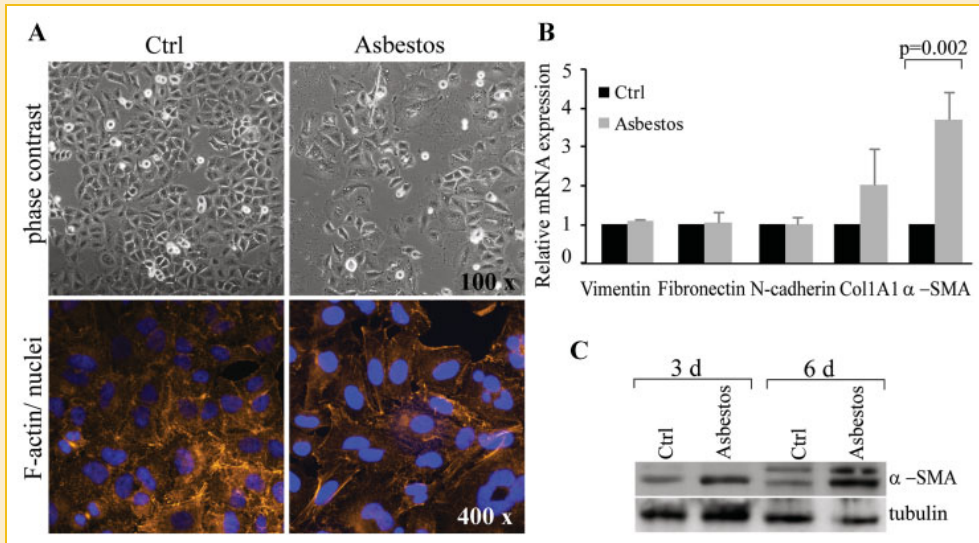 A
Ctrl Asbestos
phase contrast
100 x
F-actin/ nuclei
400 x
B
p=0.002
Relative mRNA expression
5
4
3
2
1
0
Ctrl
Asbestos
Vimentin Fibronectin N-cadherin Col1A1 α -SMA
C
3 d 6 d
Ctrl Asbestos Ctrl Asbestos
α -SMA
tubulin